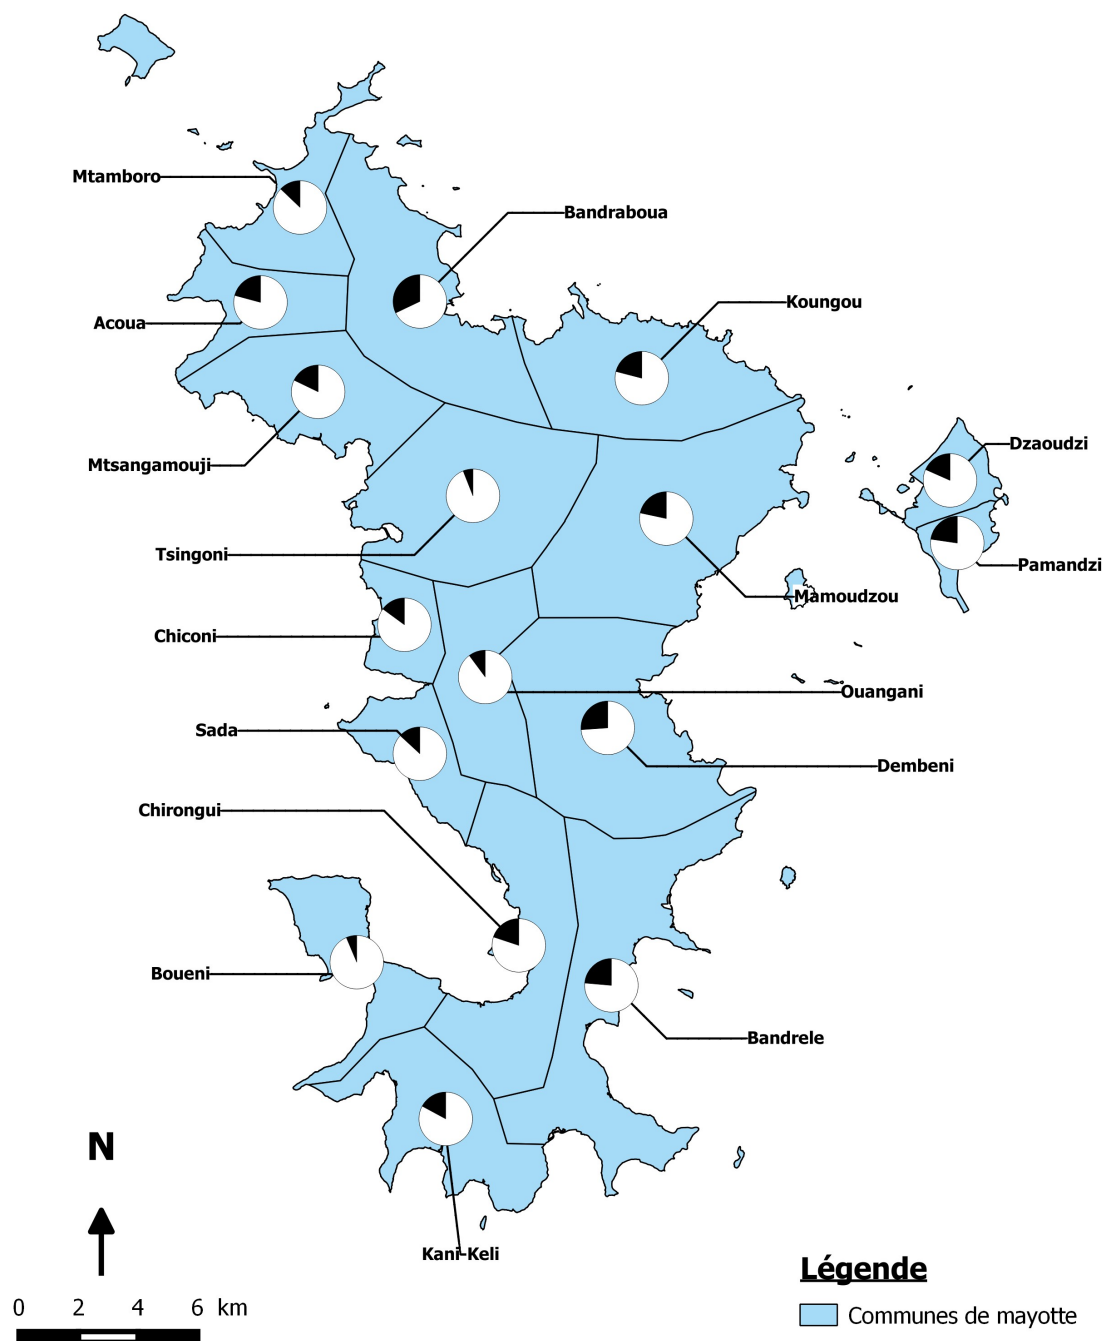 Mtamboro
Bandraboua
Koungou
Acoua
Dzaoudzi
Mtsangamouji
Tsingoni
Pamandzi
Mamoudzou
Chiconi
Ouangani
Sada
Dembeni
Chirongui
Boueni
Bandrele
N
Kani-Keli
Légende
0 2 4 6 km
Communes de mayotte